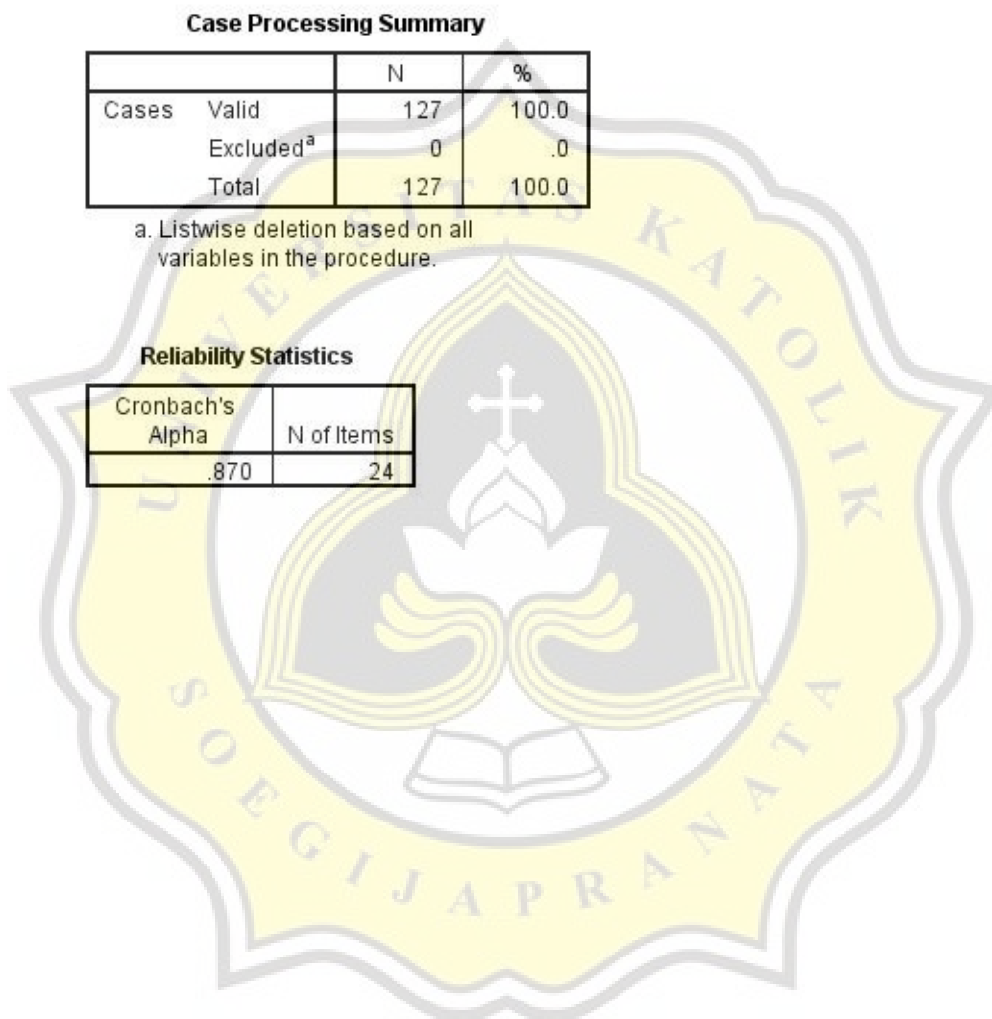 Case Processing Summary
N %
Cases Valid 127 100.0
Excludedᵃ 0 .0
Total 127 100.0
a. Listwise deletion based on all
variables in the procedure.
Reliability Statistics
Cronbach's
Alpha N of Items
.870 24
UNIVERSITAS KATOLIK
SOEGIJAPRANATA